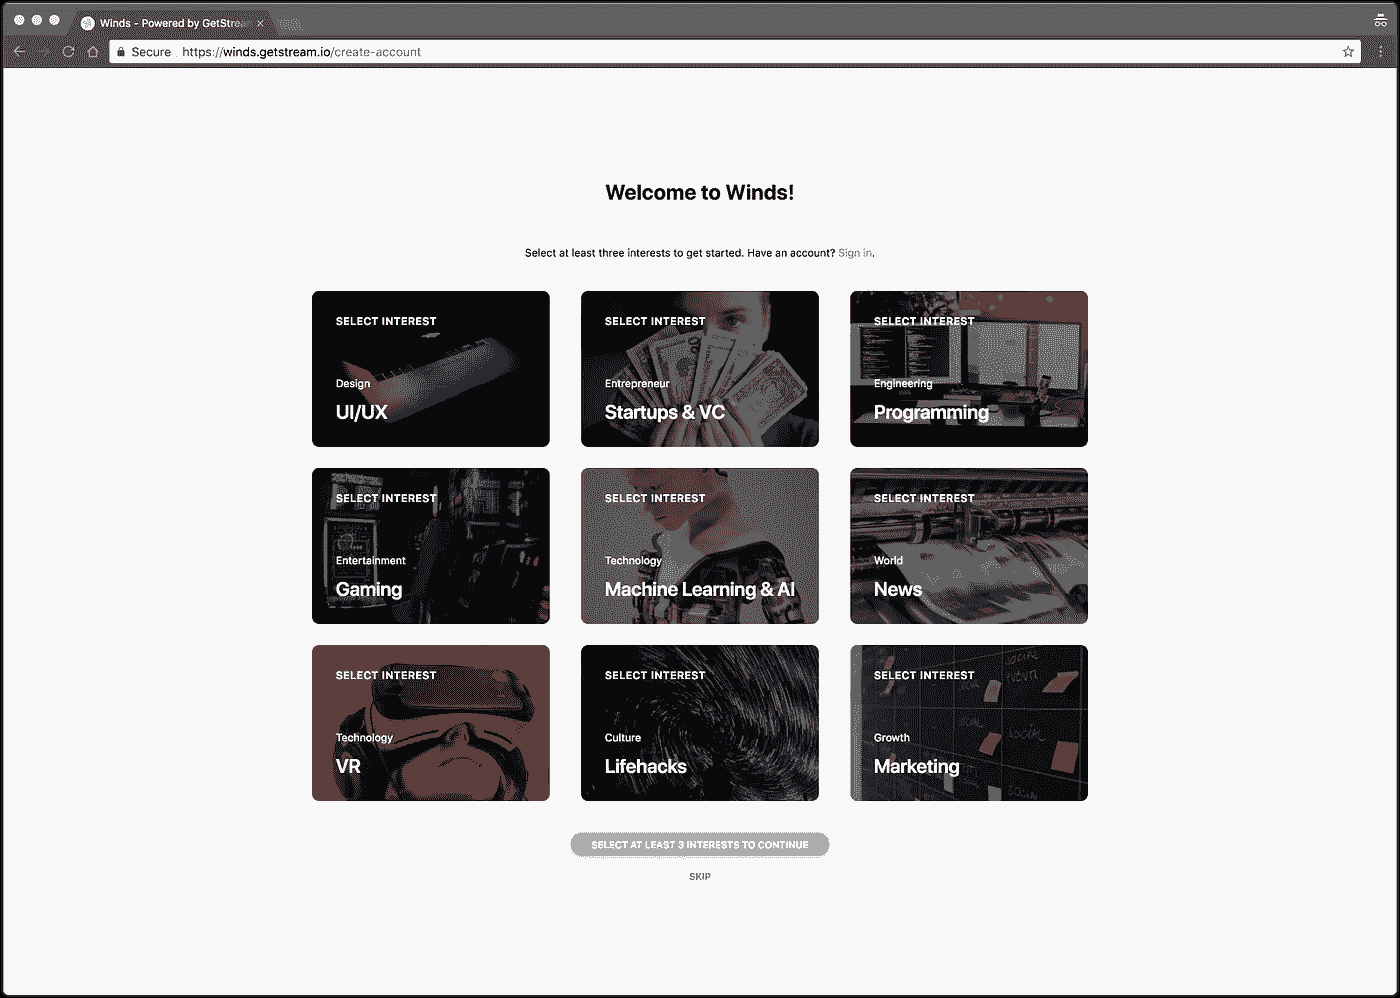 Winds - Powered by GetStrea
Secure
https://winds.getstream.io/create-account
Welcome to Winds!
Select at least three interests to get started. Have an account? Sign in.
SELECT INTEREST
Design
UI/UX
SELECT INTEREST
Entrepreneur
Startups & VC
SELECT INTEREST
Engineering
Programming
SELECT INTEREST
Entertainment
Gaming
SELECT INTEREST
Technology
Machine Learning & AI
SELECT INTEREST
World
News
SELECT INTEREST
Technology
VR
SELECT INTEREST
Culture
Lifehacks
SELECT INTEREST
Growth
Marketing
SOCIAL
SOCIAL
SOCIAL
SELECT AT LEAST 3 INTERESTS TO CONTINUE
SKIP